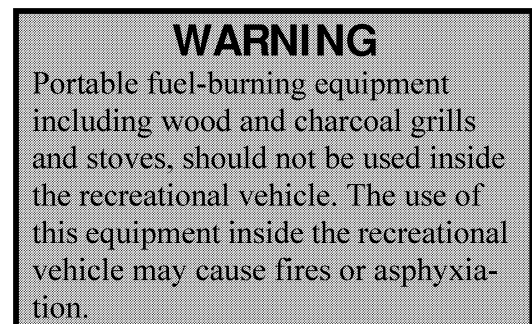 WARNING
Portable fuel-burning equipment
including wood and charcoal grills
and stoves, should not be used inside
the recreational vehicle. The use of
this equipment inside the recreational
vehicle may cause fires or asphyxia-
tion.